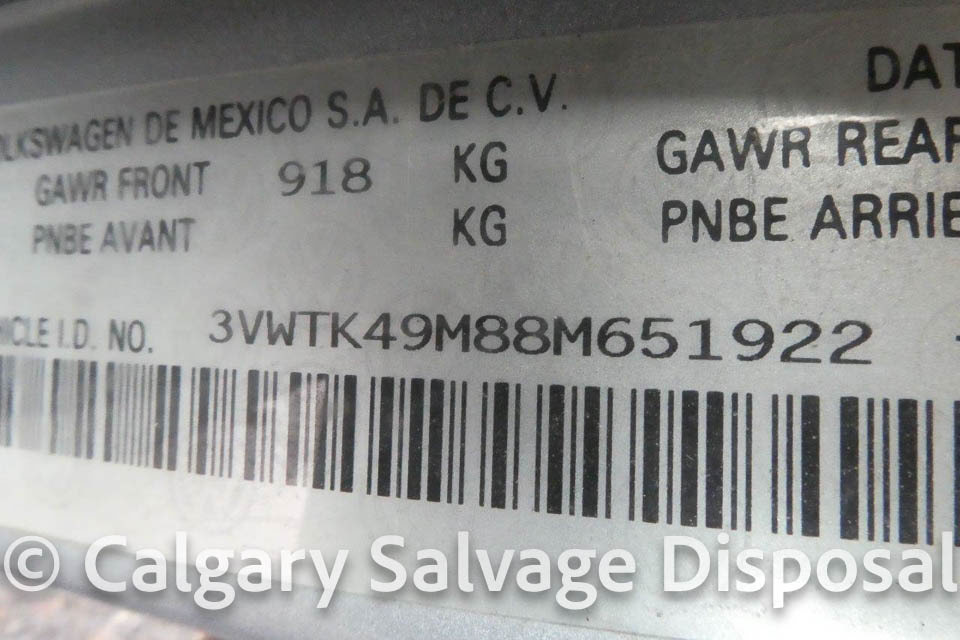 VOLKSWAGEN DE MEXICO S.A. DE C.V.
DAT
GAWR FRONT 918 KG
GAWR REAR
PNBE AVANT KG
PNBE ARRIE
HICLE I.D. NO. 3VWTK49M88M651922
© Calgary Salvage Disposal